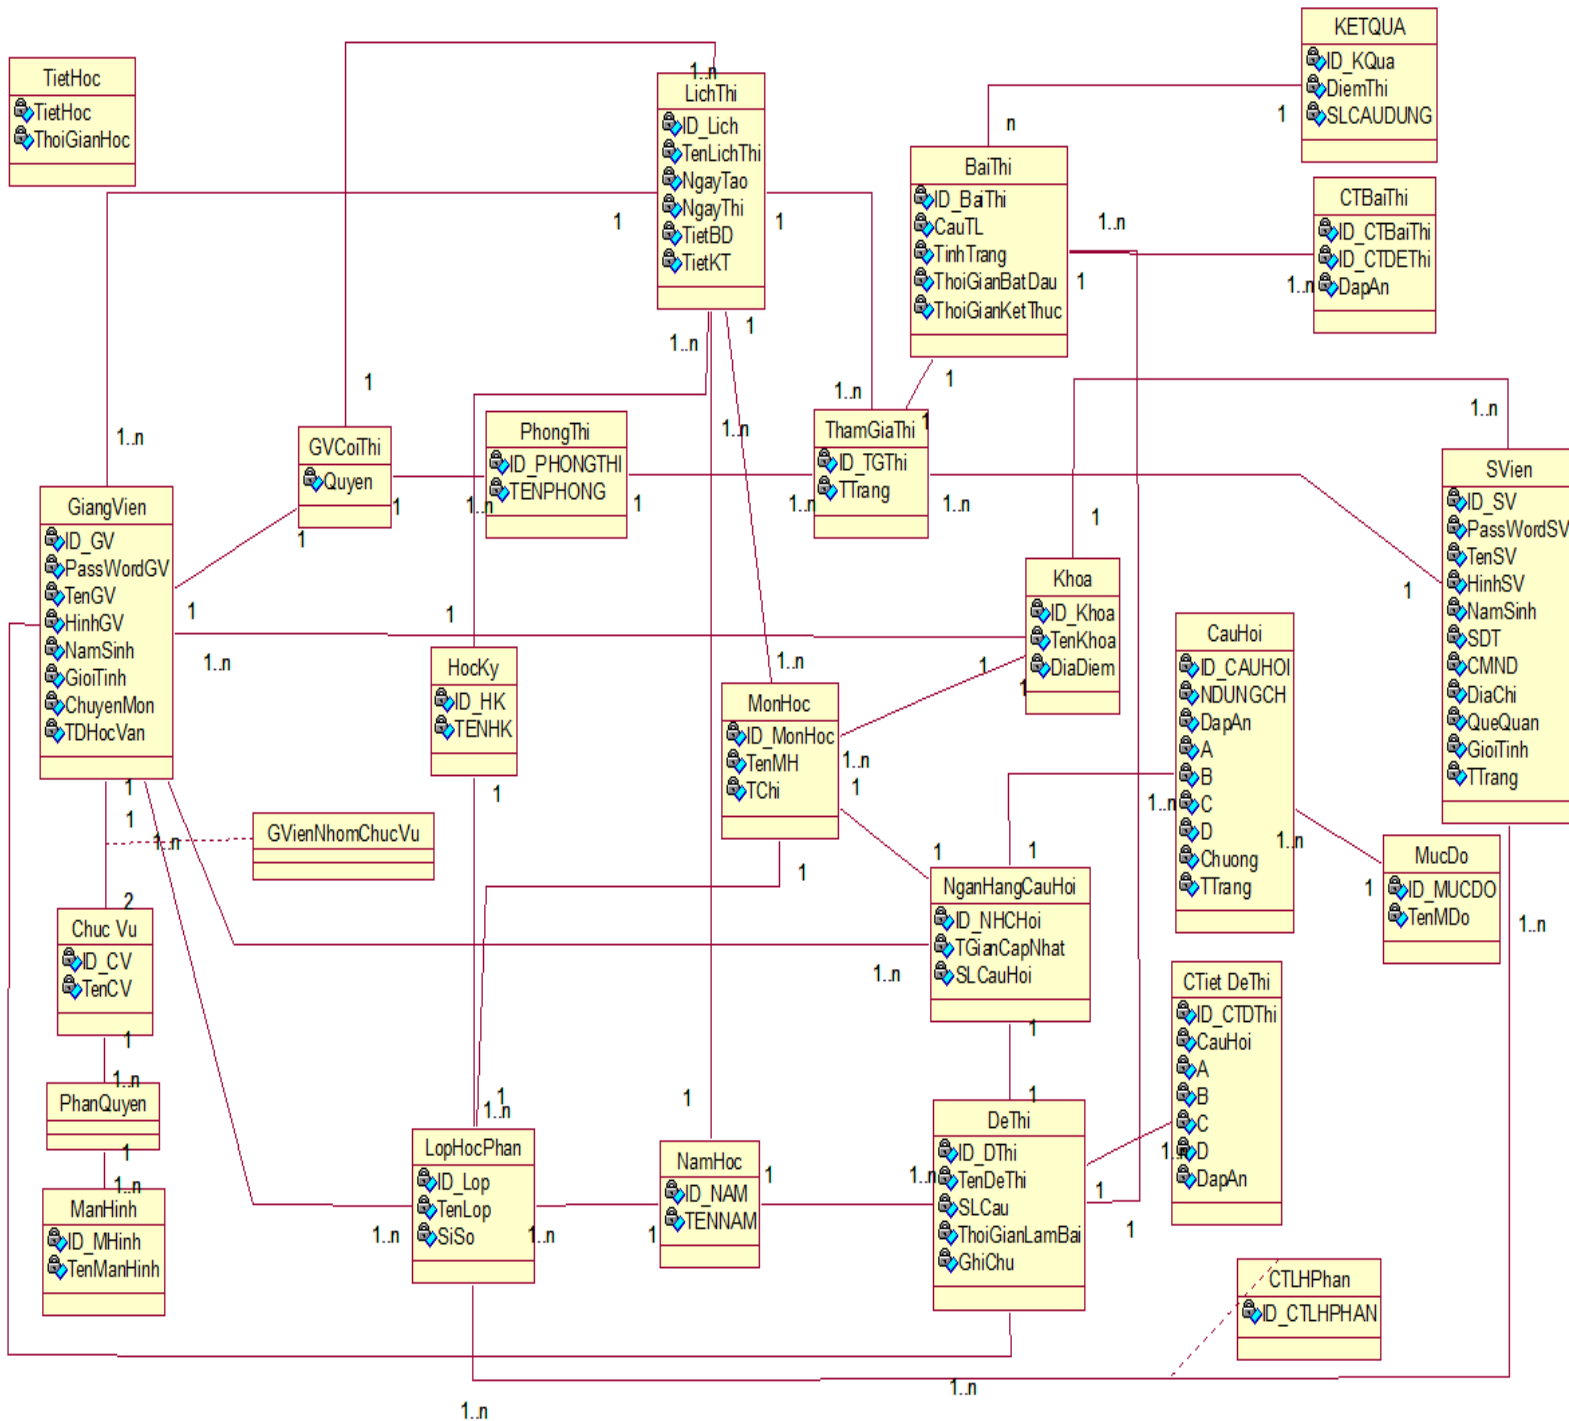 TietHoc
TietHoc
ThoiGianHoc
LichThi
ID_Lich
TenLichThi
NgayTao
NgayThi
TietBD
TietKT
1..n
1
1
1..n
1
KETQUA
ID_KQua
DiemThi
SLCAUDUNG
1
n
BaiThi
ID_BaiThi
CauTL
TinhTrang
ThoiGianBatDau
ThoiGianKetThuc
1..n
1
1
CTBaiThi
ID_CTBaiThi
ID_CTDEThi
DapAn
1..n
1
1..n
GVCoiThi
Quyen
1
1
PhongThi
ID_PHONGTHI
TENPHONG
1..n
1
1..n
1..n
1
ThamGiaThi
ID_TGThi
TTrang
1..n
1..n
1..n
SVien
ID_SV
PassWordSV
TenSV
HinhSV
NamSinh
SDT
CMND
DiaChi
QueQuan
GioiTinh
TTrang
1
1..n
GiangVien
ID_GV
PassWordGV
TenGV
HinhGV
NamSinh
GioiTinh
ChuyenMon
TDHocVan
1
1..n
1
1
1
Khoa
ID_Khoa
TenKhoa
DiaDiem
1
1
1
HocKy
ID_HK
TENHK
1
1
1..n
MonHoc
ID_MonHoc
TenMH
TChi
1..n
1
1
CauHoi
ID_CAUHOI
NDUNGCH
DapAn
A
B
C
D
Chuong
TTrang
1..n
1..n
MucDo
ID_MUCDO
TenMDo
1
GVienNhomChucVu
1..n
2
Chuc Vu
ID_CV
TenCV
1
1..n
PhanQuyen
1
1..n
ManHinh
ID_MHinh
TenManHinh
1
1
NganHangCauHoi
ID_NHCHoi
TGianCapNhat
SLCauHoi
1..n
1
1
CTiet DeThi
ID_CTDThi
CauHoi
A
B
C
D
DapAn
1..n
1
1..n
LopHocPhan
ID_Lop
TenLop
SiSo
1..n
1..n
1..n
1
NamHoc
ID_NAM
TENNAM
1
1
DeThi
ID_DThi
TenDeThi
SLCau
ThoiGianLamBai
GhiChu
1..n
1
1
CTLHPhan
ID_CTLHPHAN
1..n